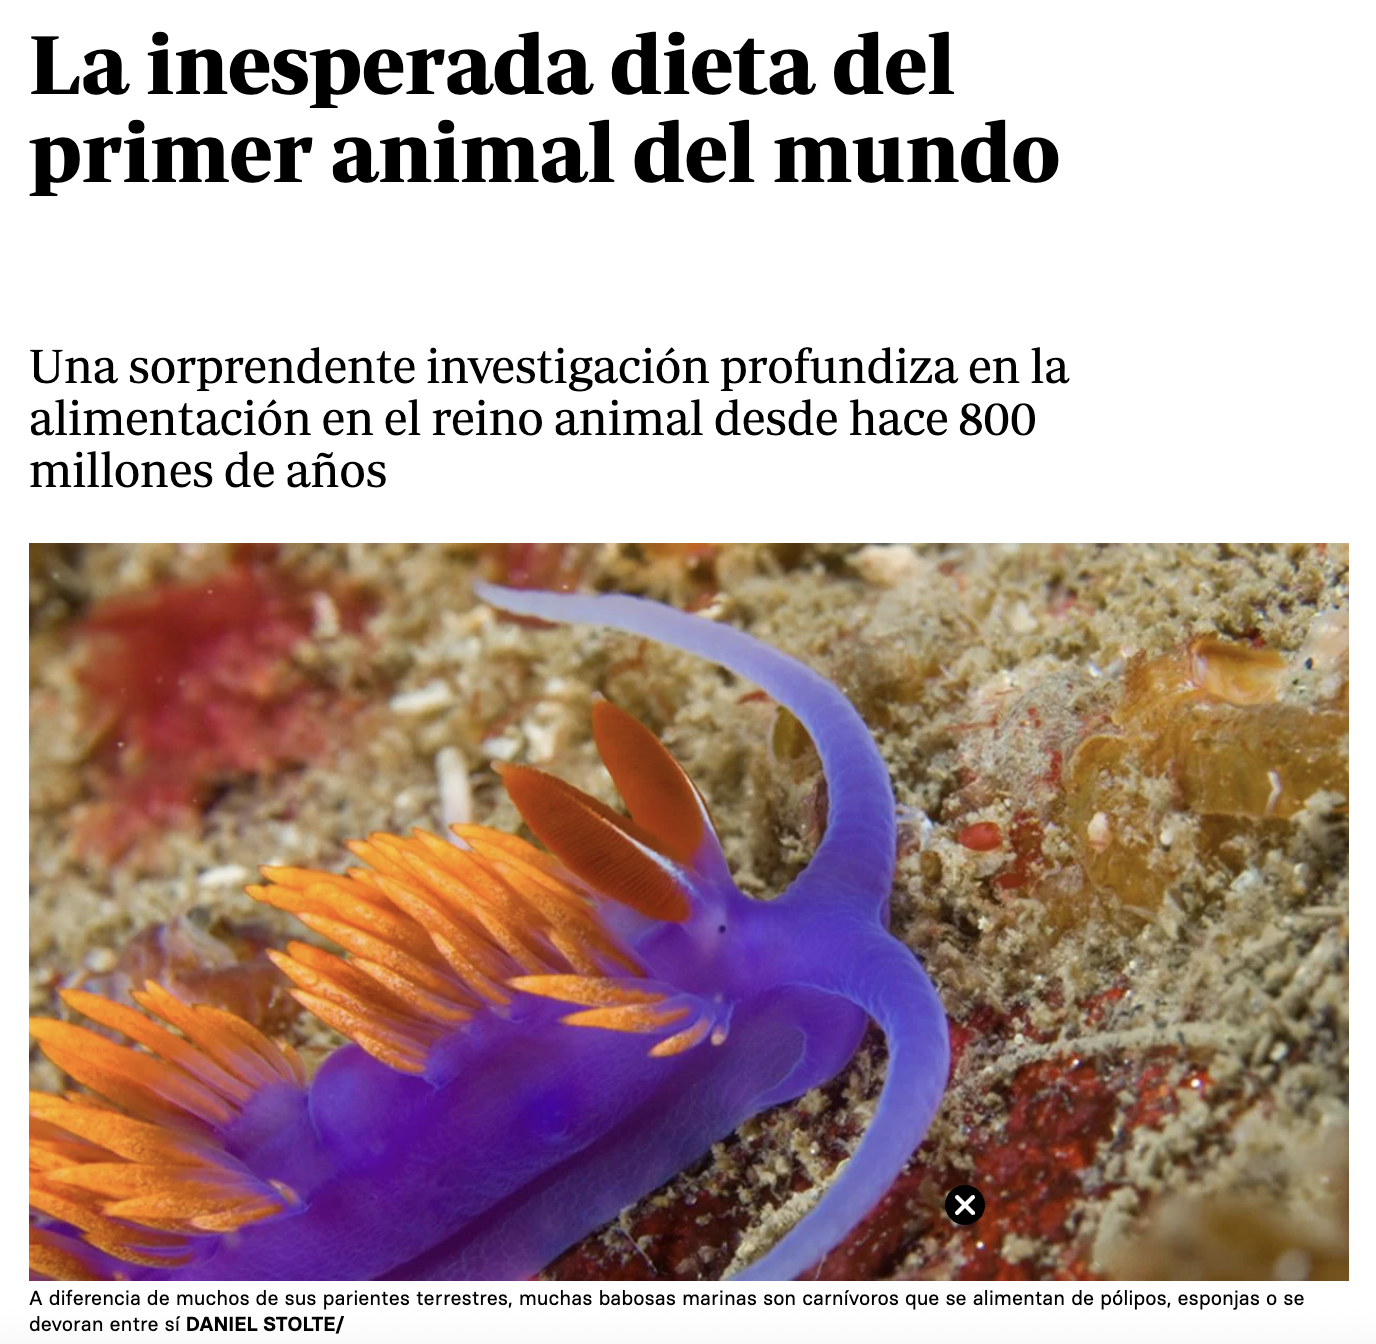 La inesperada dieta del
primer animal del mundo
Una sorprendente investigación profundiza en la
alimentación en el reino animal desde hace 800
millones de años
A diferencia de muchos de sus parientes terrestres, muchas babosas marinas son carnívoros que se alimentan de pólipos, esponjas o se
devoran entre sí DANIEL STOLTE/